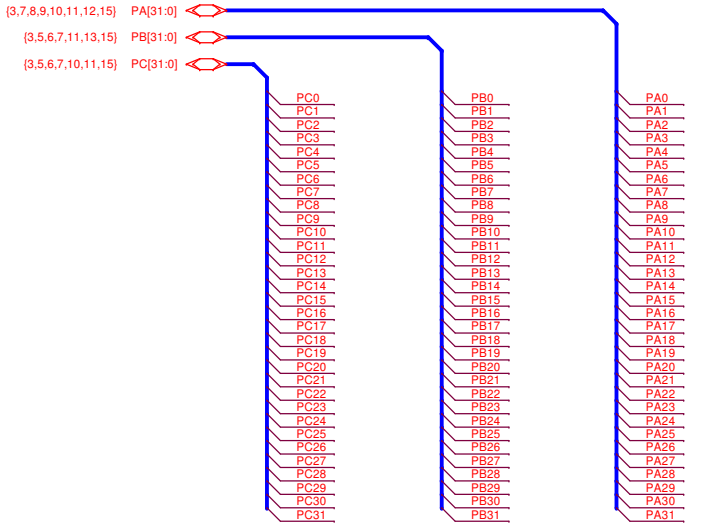 {3,7,8,9,10,11,12,15} PA[31:0]
{3,5,6,7,11,13,15} PB[31:0]
{3,5,6,7,10,11,15} PC[31:0]
PC0 PB0 PA0
PC1 PB1 PA1
PC2 PB2 PA2
PC3 PB3 PA3
PC4 PB4 PA4
PC5 PB5 PA5
PC6 PB6 PA6
PC7 PB7 PA7
PC8 PB8 PA8
PC9 PB9 PA9
PC10 PB10 PA10
PC11 PB11 PA11
PC12 PB12 PA12
PC13 PB13 PA13
PC14 PB14 PA14
PC15 PB15 PA15
PC16 PB16 PA16
PC17 PB17 PA17
PC18 PB18 PA18
PC19 PB19 PA19
PC20 PB20 PA20
PC21 PB21 PA21
PC22 PB22 PA22
PC23 PB23 PA23
PC24 PB24 PA24
PC25 PB25 PA25
PC26 PB26 PA26
PC27 PB27 PA27
PC28 PB28 PA28
PC29 PB29 PA29
PC30 PB30 PA30
PC31 PB31 PA31